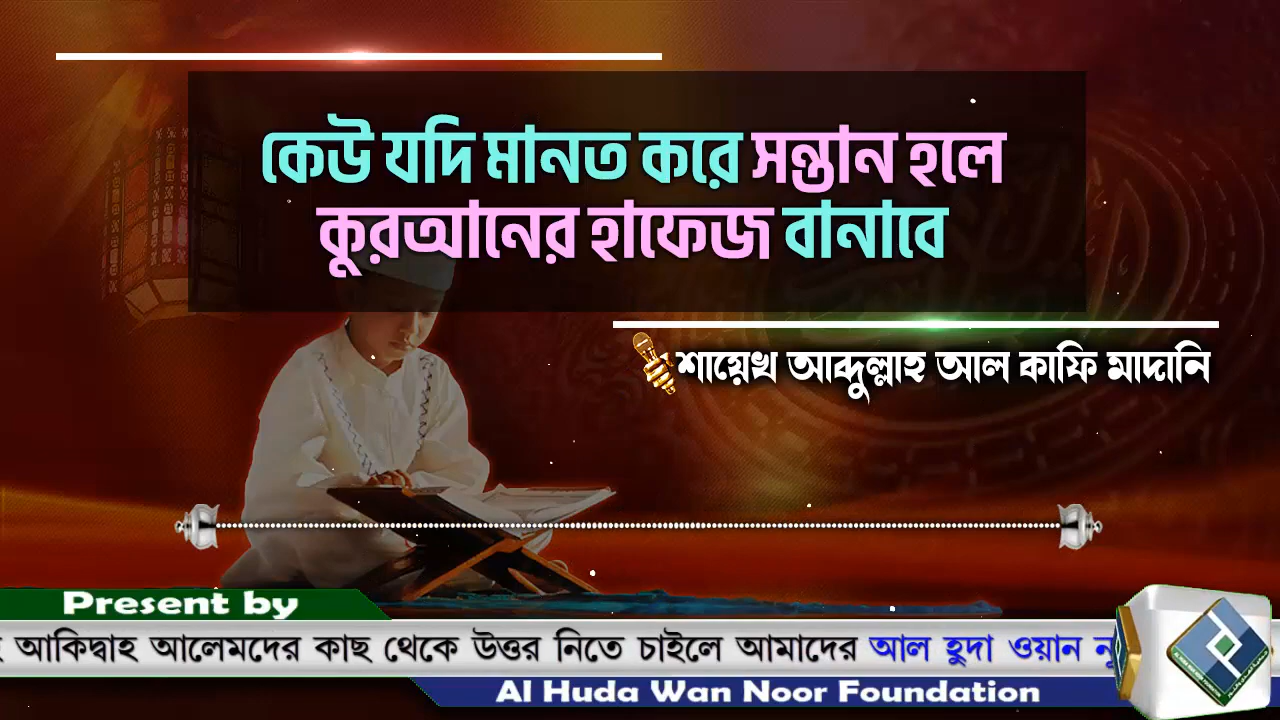 কেউ যদি মানত করে সন্তান হলে
কুরআনের হাফেজ বানাবে
শায়েখ আব্দুল্লাহ আল কাফি মাদানি
Present by
আকিদ্বাহ আলেমদের কাছ থেকে উত্তর নিতে চাইলে আমাদের আল হুদা ওয়ান
Al Huda Wan Noor Foundation